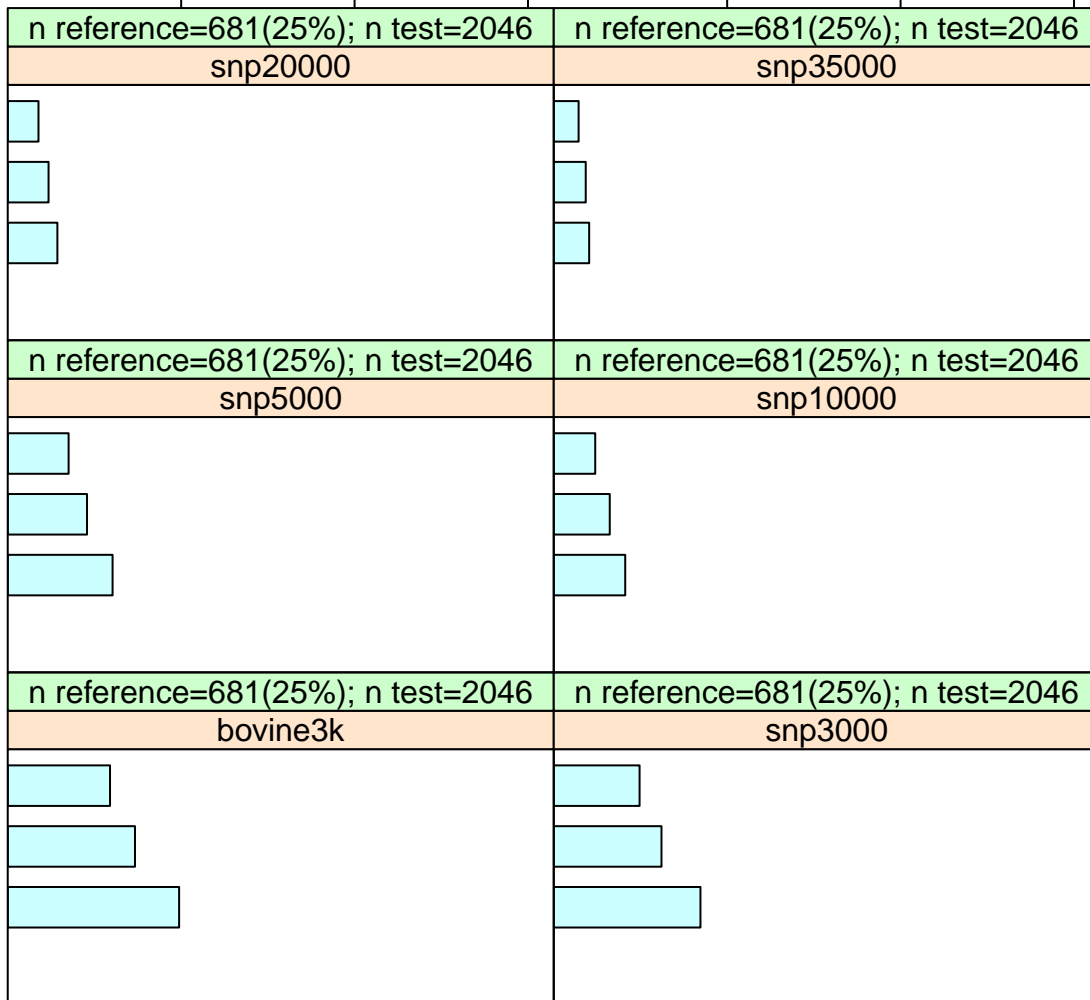 n reference=681(25%); n test=2046
n reference=681(25%); n test=2046
snp20000
snp35000
n reference=681(25%); n test=2046
n reference=681(25%); n test=2046
snp5000
snp10000
n reference=681(25%); n test=2046
n reference=681(25%); n test=2046
bovine3k
snp3000